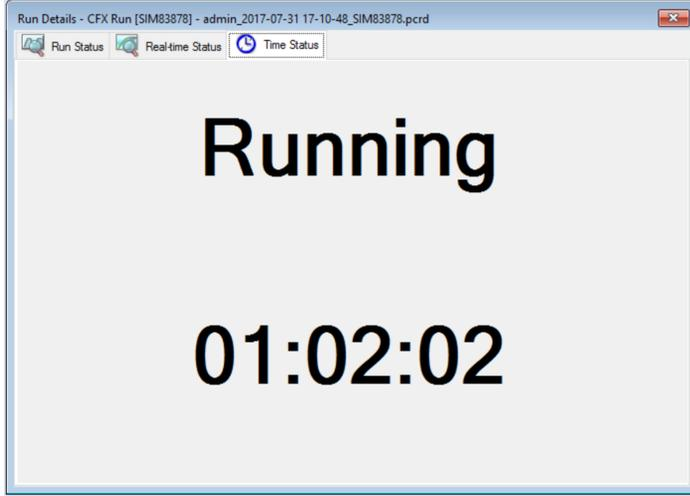 Run Details - CFX Run [SIM83878] - admin_2017-07-31 17-10-48_SIM83878.pcrd
Run Status Real-time Status Time Status
Running
01:02:02